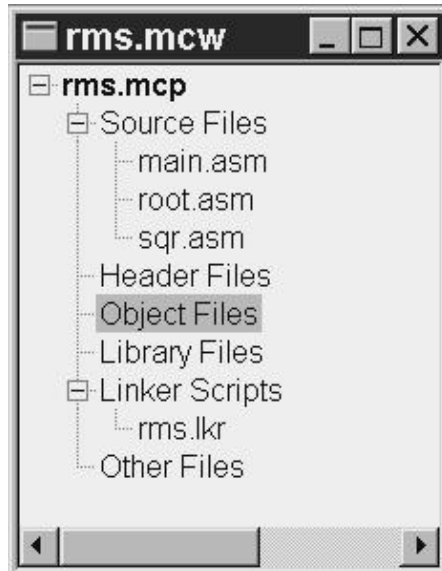 rms.mcw
rms.mcp
Source Files
main.asm
root.asm
sqr.asm
Header Files
Object Files
Library Files
Linker Scripts
rms.lkr
Other Files